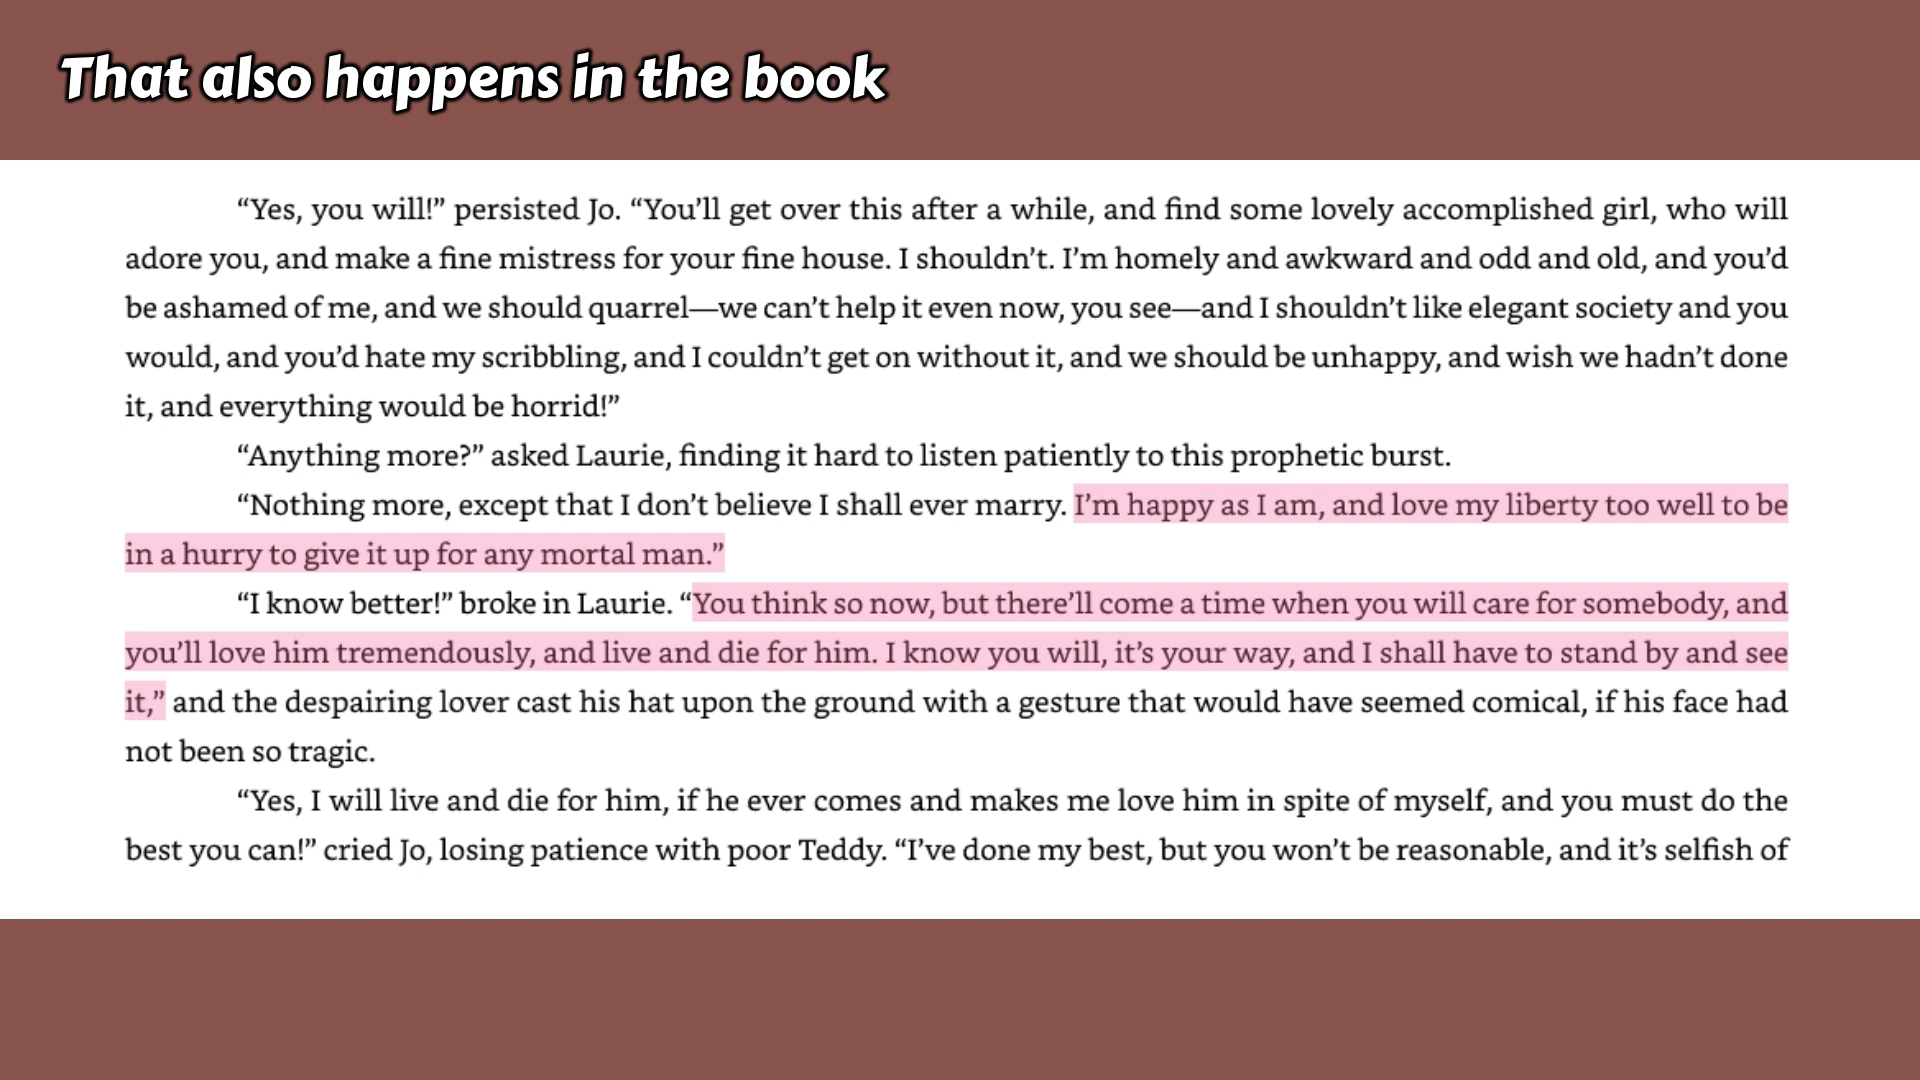 That also happens in the book
“Yes, you will!” persisted Jo. “You’ll get over this after a while, and find some lovely accomplished girl, who will
adore you, and make a fine mistress for your fine house. I shouldn’t. I’m homely and awkward and odd and old, and you’d
be ashamed of me, and we should quarrel—we can’t help it even now, you see—and I shouldn’t like elegant society and you
would, and you’d hate my scribbling, and I couldn’t get on without it, and we should be unhappy, and wish we hadn’t done
it, and everything would be horrid!”
“Anything more?” asked Laurie, finding it hard to listen patiently to this prophetic burst.
“Nothing more, except that I don’t believe I shall ever marry. I’m happy as I am, and love my liberty too well to be
in a hurry to give it up for any mortal man.”
“I know better!” broke in Laurie. “You think so now, but there’ll come a time when you will care for somebody, and
you’ll love him tremendously, and live and die for him. I know you will, it’s your way, and I shall have to stand by and see
it,” and the despairing lover cast his hat upon the ground with a gesture that would have seemed comical, if his face had
not been so tragic.
“Yes, I will live and die for him, if he ever comes and makes me love him in spite of myself, and you must do the
best you can!” cried Jo, losing patience with poor Teddy. “I’ve done my best, but you won’t be reasonable, and it’s selfish of